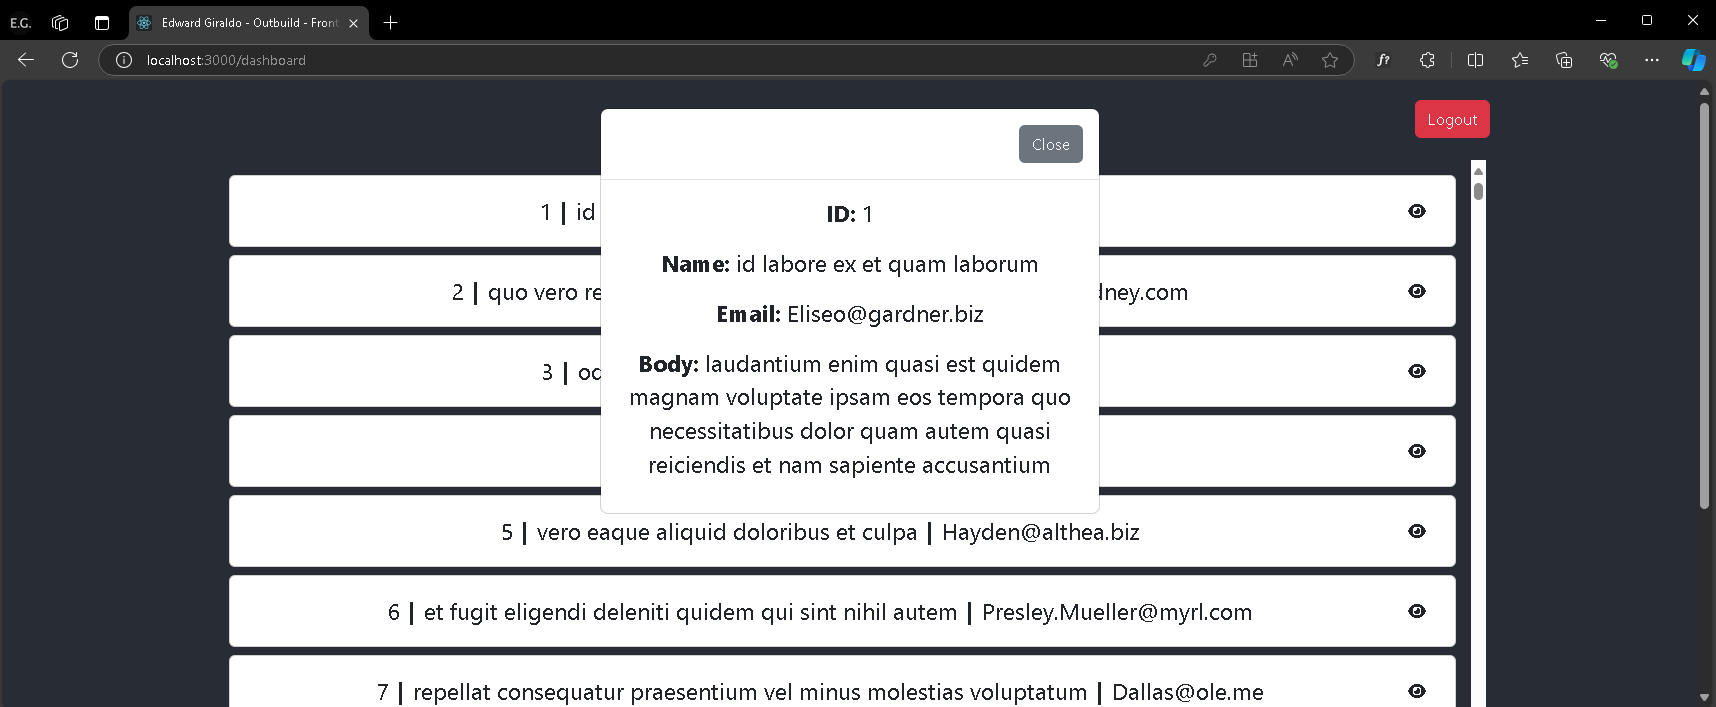 E.G.
Edward Giraldo - Outbuild - Front
localhost:3000/dashboard
Logout
Close
ID: 1
Name: id labore ex et quam laborum
Email: Eliseo@gardner.biz
Body: laudantium enim quasi est quidem
magnam voluptate ipsam eos tempora quo
necessitatibus dolor quam autem quasi
reiciendis et nam sapiente accusantium
1 | id
2 | quo vero re
dney.com
3 | od
5 | vero eaque aliquid doloribus et culpa | Hayden@althea.biz
6 | et fugit eligendi deleniti quidem qui sint nihil autem | Presley.Mueller@myrl.com
7 | repellat consequatur praesentium vel minus molestias voluptatum | Dallas@ole.me